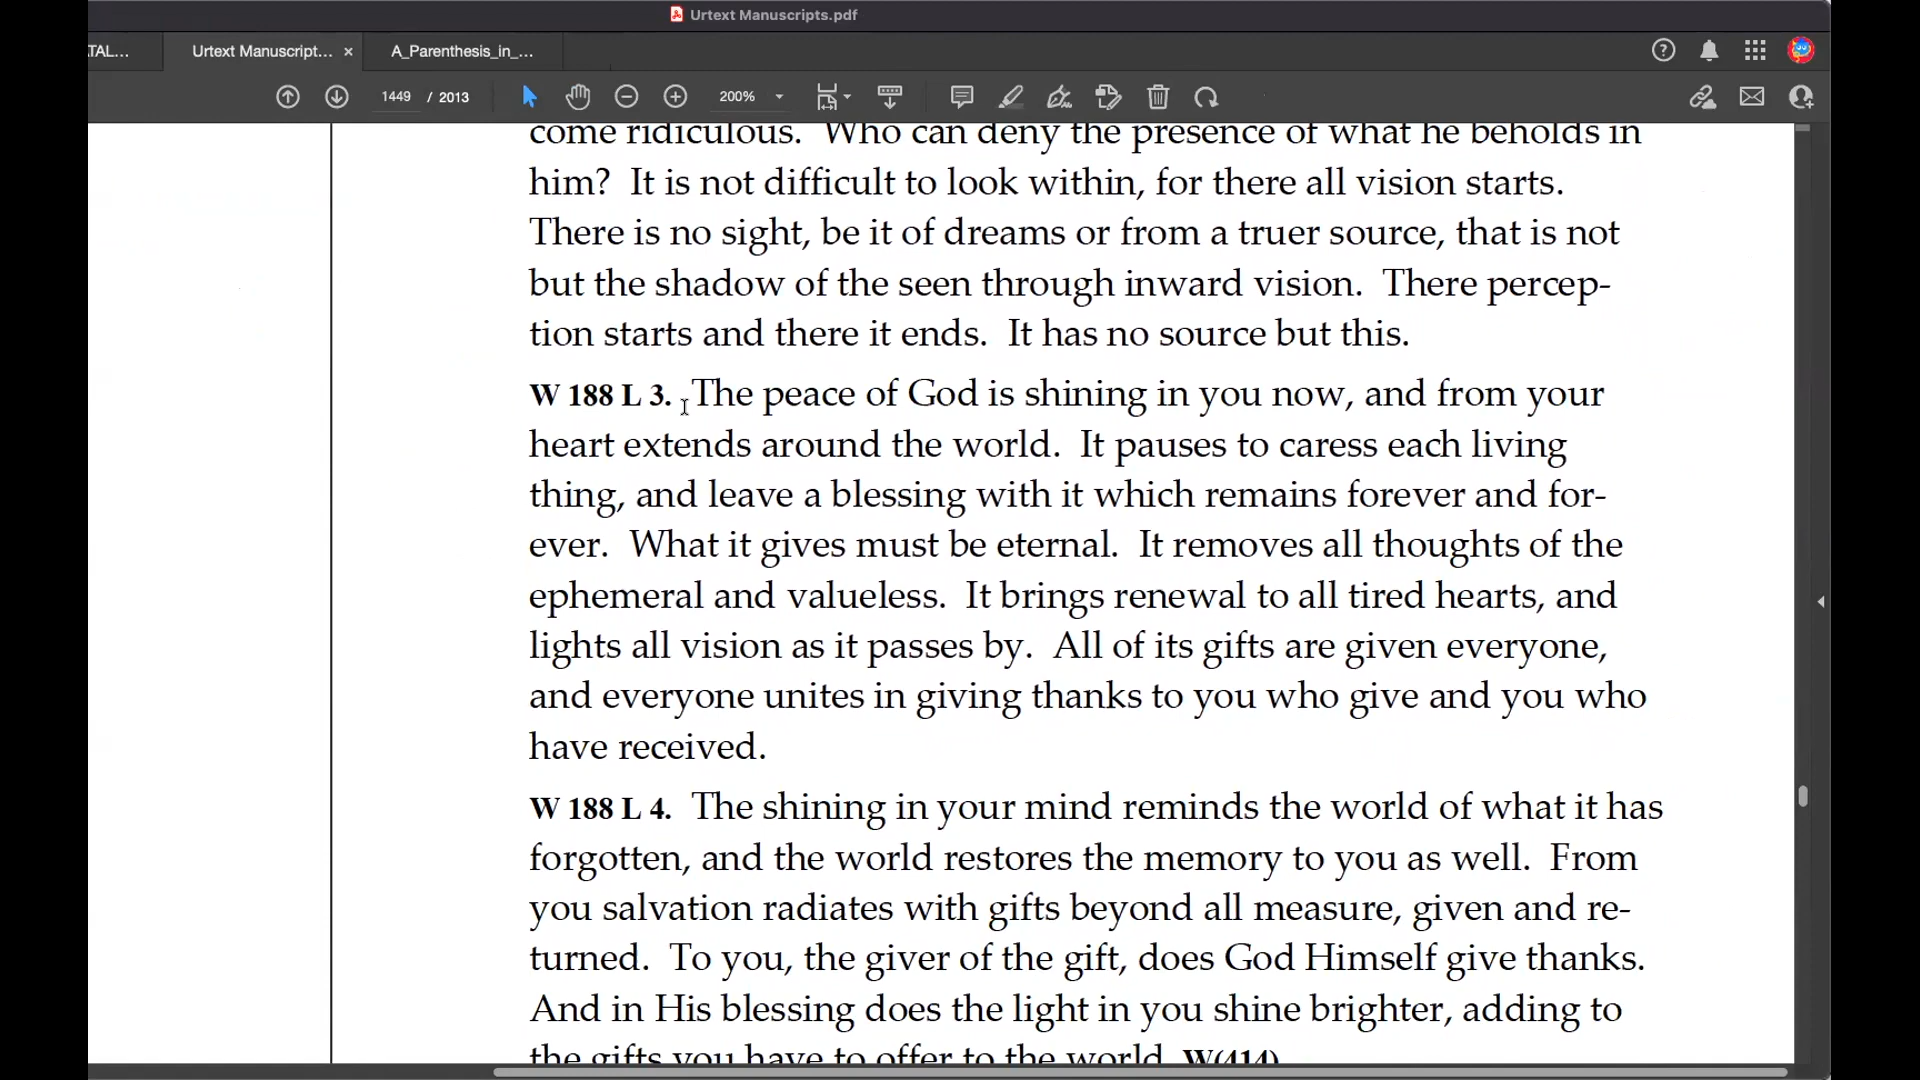 Urtext Manuscripts.pdf
TAL...
Urtext Manuscript... ×
A_Parenthesis_in_...
1449 / 2013
200%
come ridiculous. Who can deny the presence of what he beholds in
him? It is not difficult to look within, for there all vision starts.
There is no sight, be it of dreams or from a truer source, that is not
but the shadow of the seen through inward vision. There percep-
tion starts and there it ends. It has no source but this.
W 188 L 3. The peace of God is shining in you now, and from your
heart extends around the world. It pauses to caress each living
thing, and leave a blessing with it which remains forever and for-
ever. What it gives must be eternal. It removes all thoughts of the
ephemeral and valueless. It brings renewal to all tired hearts, and
lights all vision as it passes by. All of its gifts are given everyone,
and everyone unites in giving thanks to you who give and you who
have received.
W 188 L 4. The shining in your mind reminds the world of what it has
forgotten, and the world restores the memory to you as well. From
you salvation radiates with gifts beyond all measure, given and re-
turned. To you, the giver of the gift, does God Himself give thanks.
And in His blessing does the light in you shine brighter, adding to
the gifts you have to offer to the world. W(414)